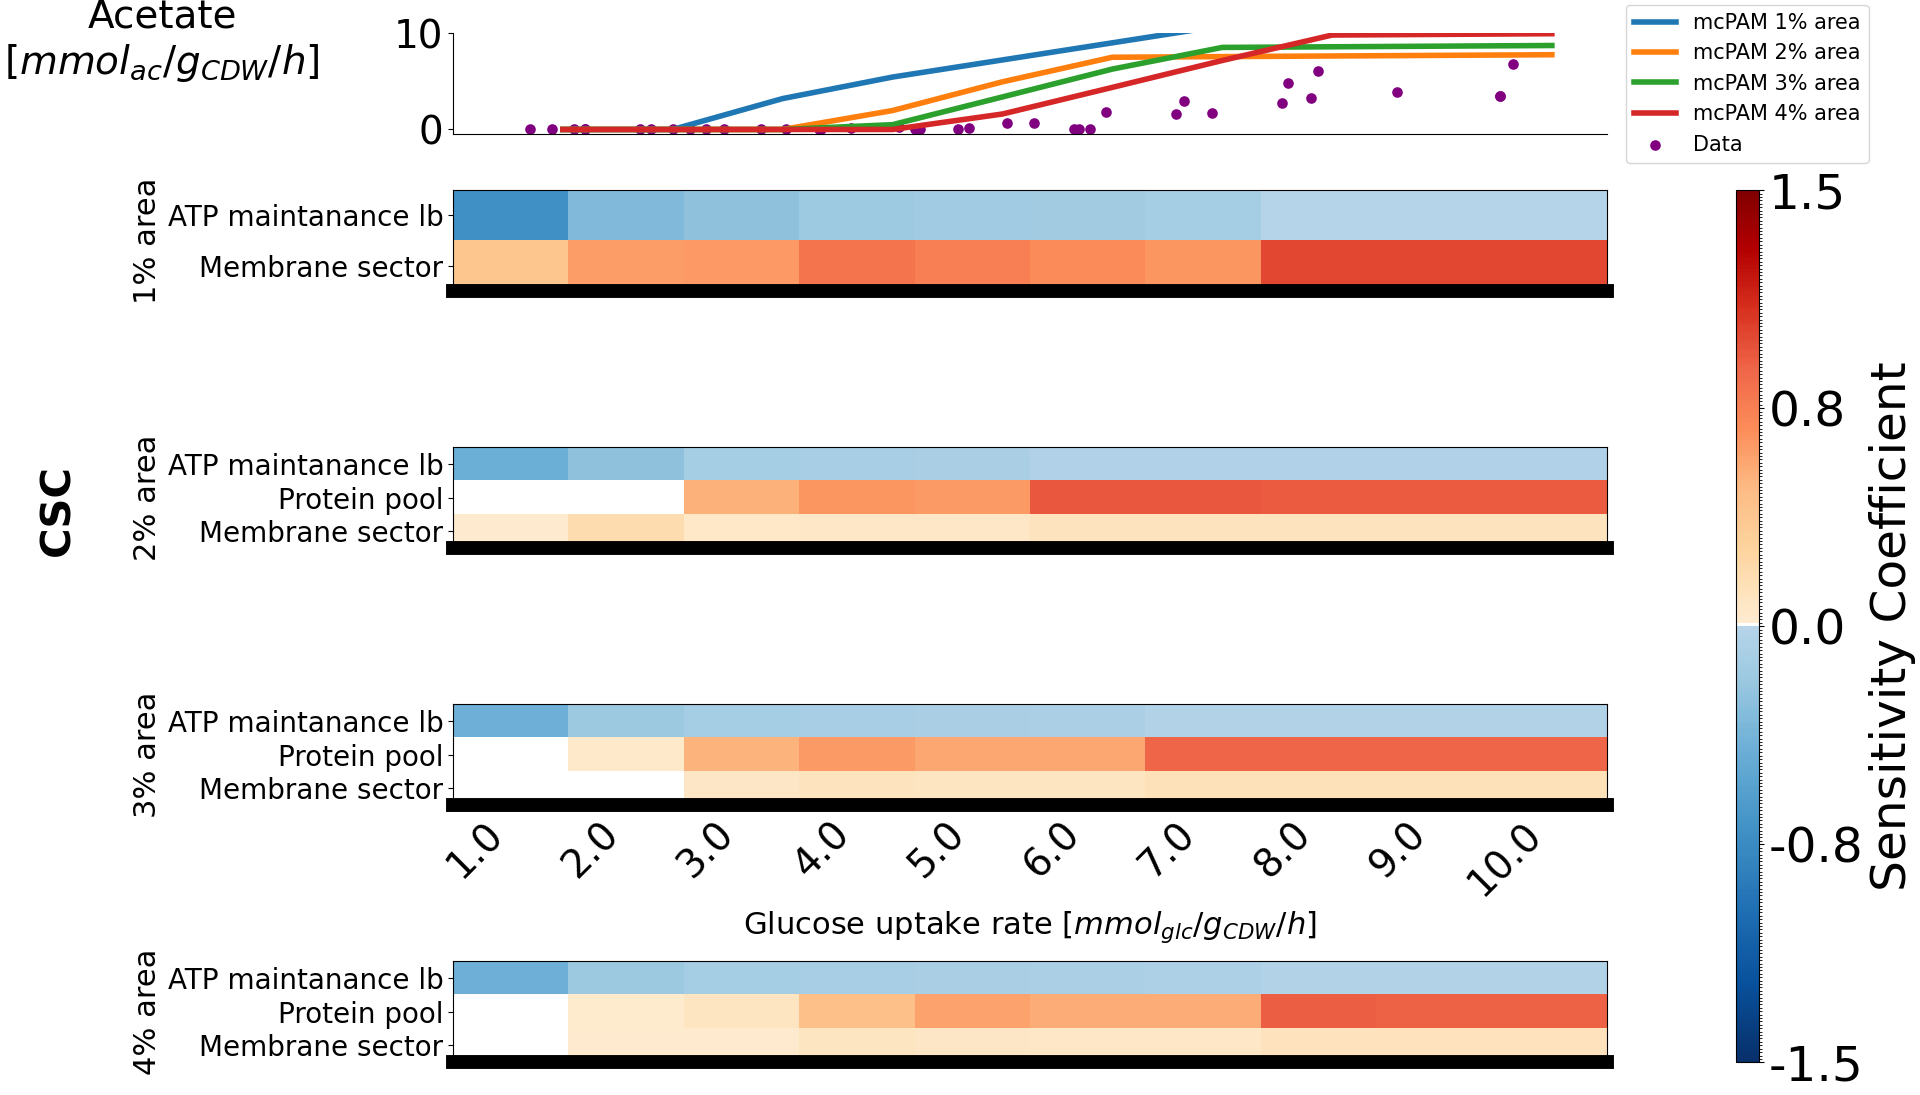 Acetate
[mmol_ac/g_CDW/h]
10
0
mcPAM 1% area
mcPAM 2% area
mcPAM 3% area
mcPAM 4% area
Data
CSC
1% area
ATP maintanance lb
Membrane sector
2% area
ATP maintanance lb
Protein pool
Membrane sector
3% area
ATP maintanance lb
Protein pool
Membrane sector
1.0 2.0 3.0 4.0 5.0 6.0 7.0 8.0 9.0 10.0
Glucose uptake rate [mmol_glc/g_CDW/h]
4% area
ATP maintanance lb
Protein pool
Membrane sector
1.5
0.8
0.0
-0.8
-1.5
Sensitivity Coefficient